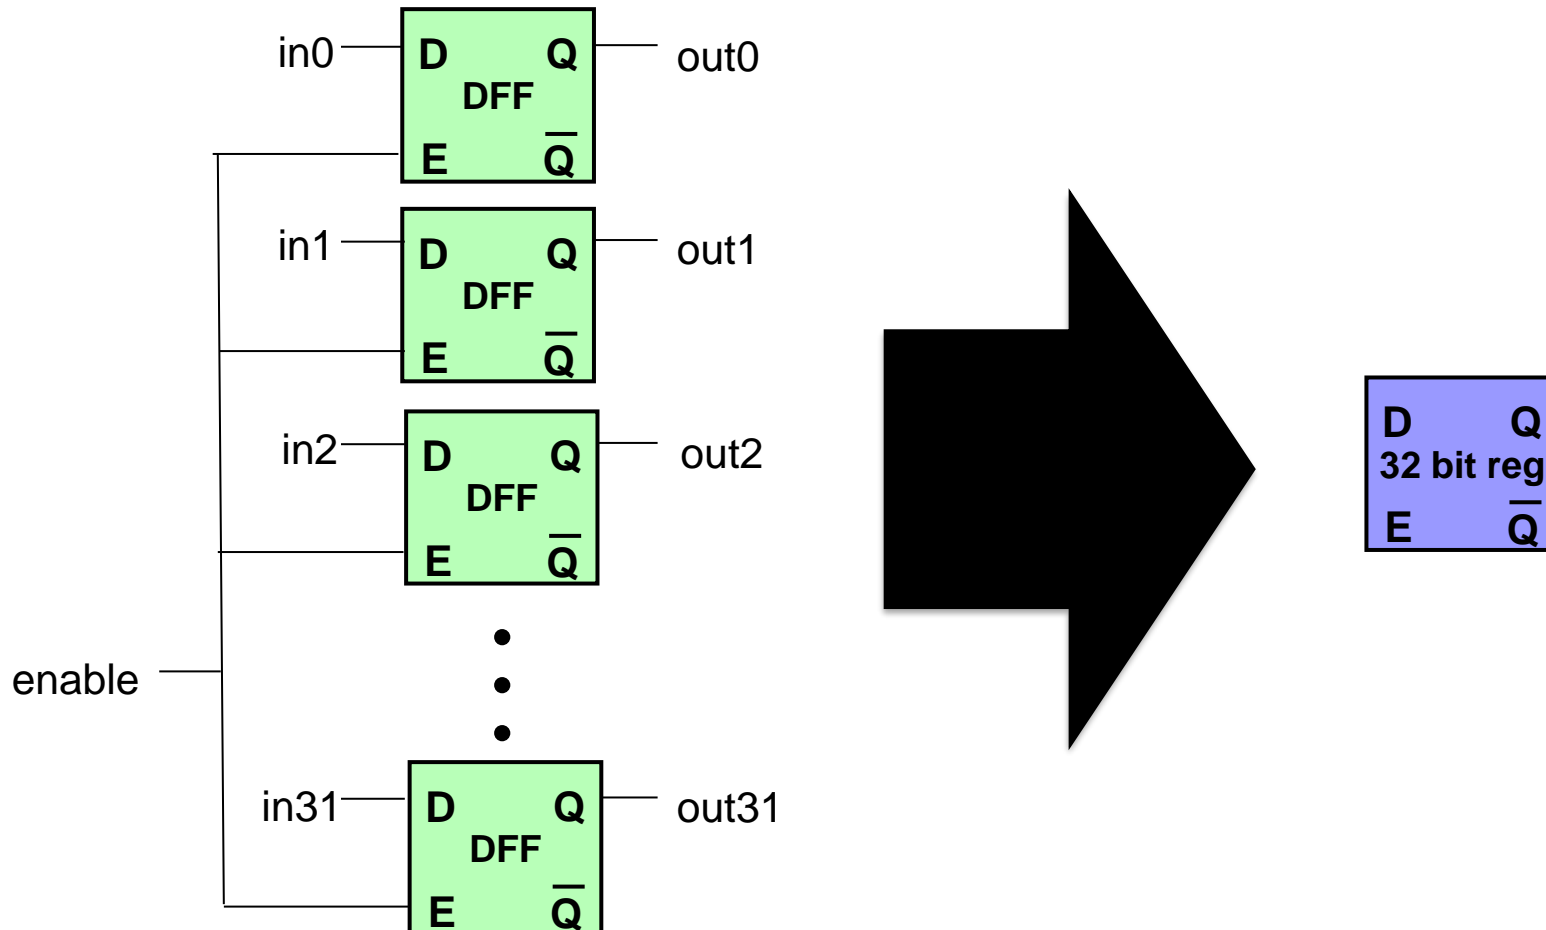 in0 D Q out0
DFF
E Q
in1 D Q out1
DFF
E Q
in2 D Q out2
DFF
E Q
enable
in31 D Q out31
DFF
E Q
D Q
32 bit reg
E Q